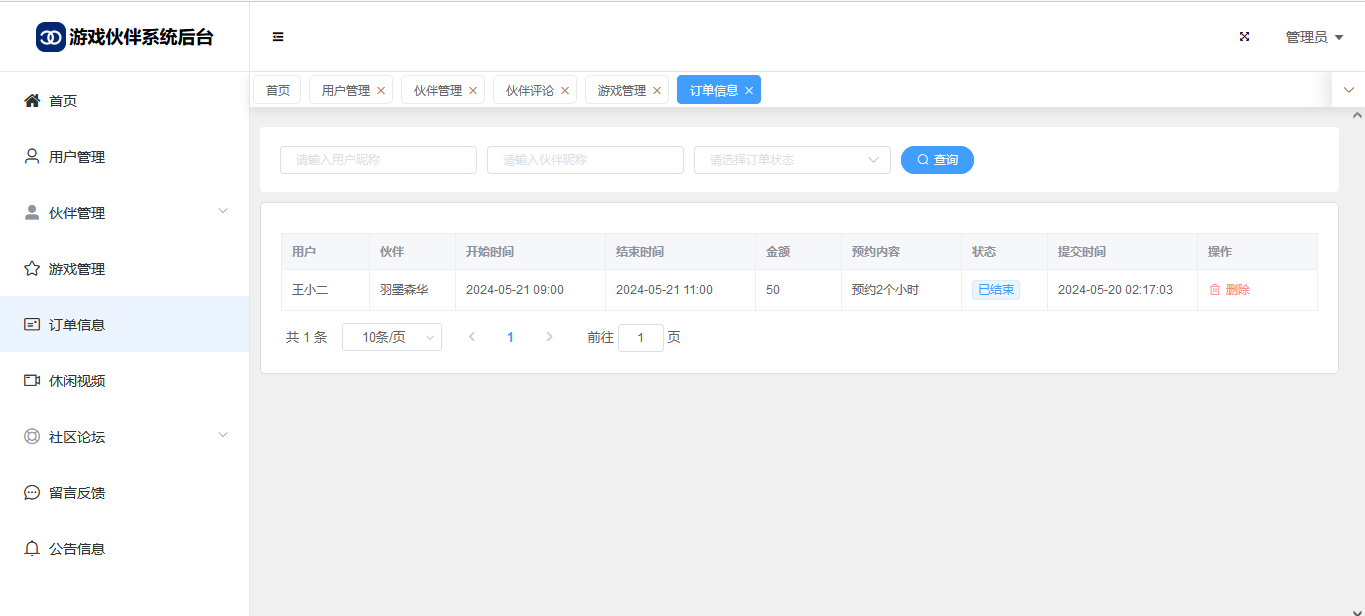 游戏伙伴系统后台
管理员
首页
用户管理
伙伴管理
游戏管理
订单信息
休闲视频
社区论坛
留言反馈
公告信息
首页 用户管理 伙伴管理 伙伴评论 游戏管理 订单信息
请输入用户昵称 请输入伙伴昵称 请选择订单状态 查询
用户 伙伴 开始时间 结束时间 金额 预约内容 状态 提交时间 操作
王小二 羽墨森华 2024-05-21 09:00 2024-05-21 11:00 50 预约2个小时 已结束 2024-05-20 02:17:03 删除
共 1 条 10条/页 1 前往 1 页